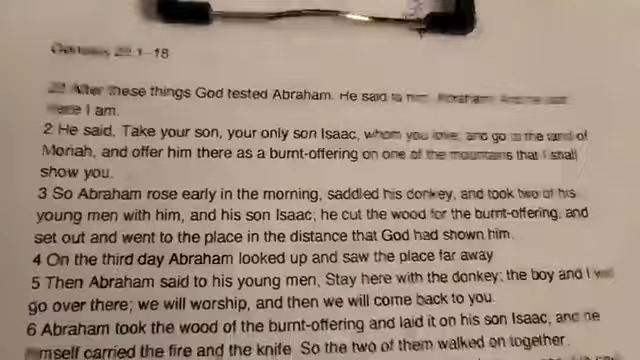 Genesis 22.1-18
22 After these things God tested Abraham. He said to him, Abraham! And he said
Here I am.
2 He said, Take your son, your only son Isaac, whom you love, and go to the land of
Moriah, and offer him there as a burnt-offering on one of the mountains that I shall
show you.
3 So Abraham rose early in the morning, saddled his donkey, and took two of his
young men with him, and his son Isaac; he cut the wood for the burnt-offering, and
set out and went to the place in the distance that God had shown him.
4 On the third day Abraham looked up and saw the place far away
5 Then Abraham said to his young men, Stay here with the donkey; the boy and I will
go over there; we will worship, and then we will come back to you.
6 Abraham took the wood of the burnt-offering and laid it on his son Isaac, and he
himself carried the fire and the knife. So the two of them walked on together.